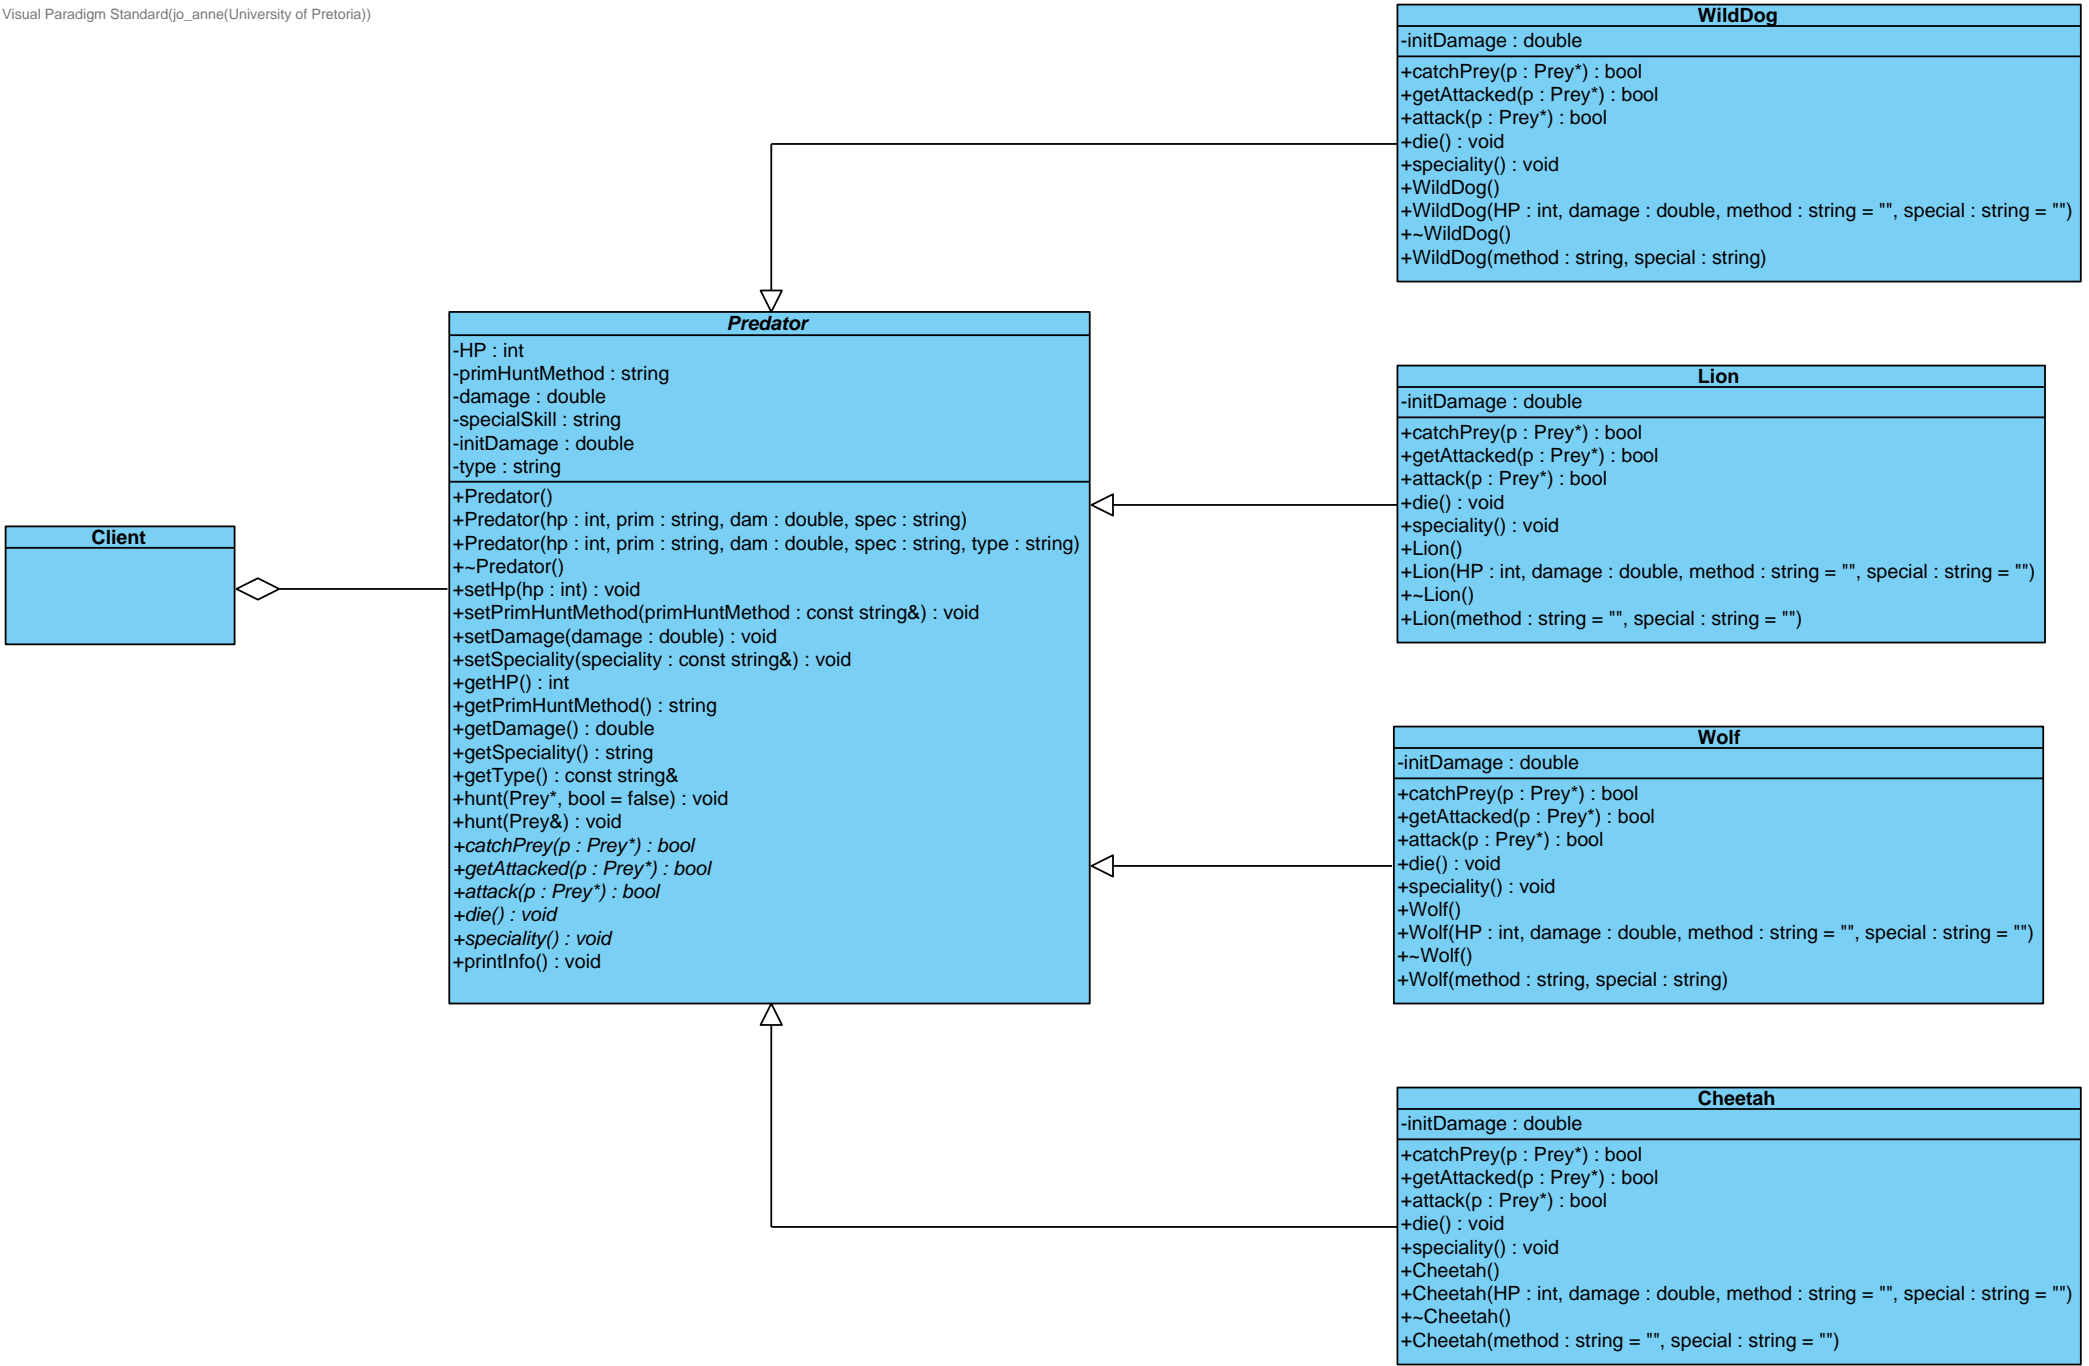 Visual Paradigm Standard(jo_anne(University of Pretoria))
WildDog
-initDamage : double
+catchPrey(p : Prey*) : bool
+getAttacked(p : Prey*) : bool
+attack(p : Prey*) : bool
+die() : void
+speciality() : void
+WildDog()
+WildDog(HP : int, damage : double, method : string = "", special : string = "")
+~WildDog()
+WildDog(method : string, special : string)
Predator
-HP : int
-primHuntMethod : string
-damage : double
-specialSkill : string
-initDamage : double
-type : string
+Predator()
+Predator(hp : int, prim : string, dam : double, spec : string)
+Predator(hp : int, prim : string, dam : double, spec : string, type : string)
+~Predator()
+setHp(hp : int) : void
+setPrimHuntMethod(primHuntMethod : const string&) : void
+setDamage(damage : double) : void
+setSpeciality(speciality : const string&) : void
+getHP() : int
+getPrimHuntMethod() : string
+getDamage() : double
+getSpeciality() : string
+getType() : const string&
+hunt(Prey*, bool = false) : void
+hunt(Prey&) : void
+catchPrey(p : Prey*) : bool
+getAttacked(p : Prey*) : bool
+attack(p : Prey*) : bool
+die() : void
+speciality() : void
+printInfo() : void
Lion
-initDamage : double
+catchPrey(p : Prey*) : bool
+getAttacked(p : Prey*) : bool
+attack(p : Prey*) : bool
+die() : void
+speciality() : void
+Lion()
+Lion(HP : int, damage : double, method : string = "", special : string = "")
+~Lion()
+Lion(method : string = "", special : string = "")
Client
Wolf
-initDamage : double
+catchPrey(p : Prey*) : bool
+getAttacked(p : Prey*) : bool
+attack(p : Prey*) : bool
+die() : void
+speciality() : void
+Wolf()
+Wolf(HP : int, damage : double, method : string = "", special : string = "")
+~Wolf()
+Wolf(method : string, special : string)
Cheetah
-initDamage : double
+catchPrey(p : Prey*) : bool
+getAttacked(p : Prey*) : bool
+attack(p : Prey*) : bool
+die() : void
+speciality() : void
+Cheetah()
+Cheetah(HP : int, damage : double, method : string = "", special : string = "")
+~Cheetah()
+Cheetah(method : string = "", special : string = "")